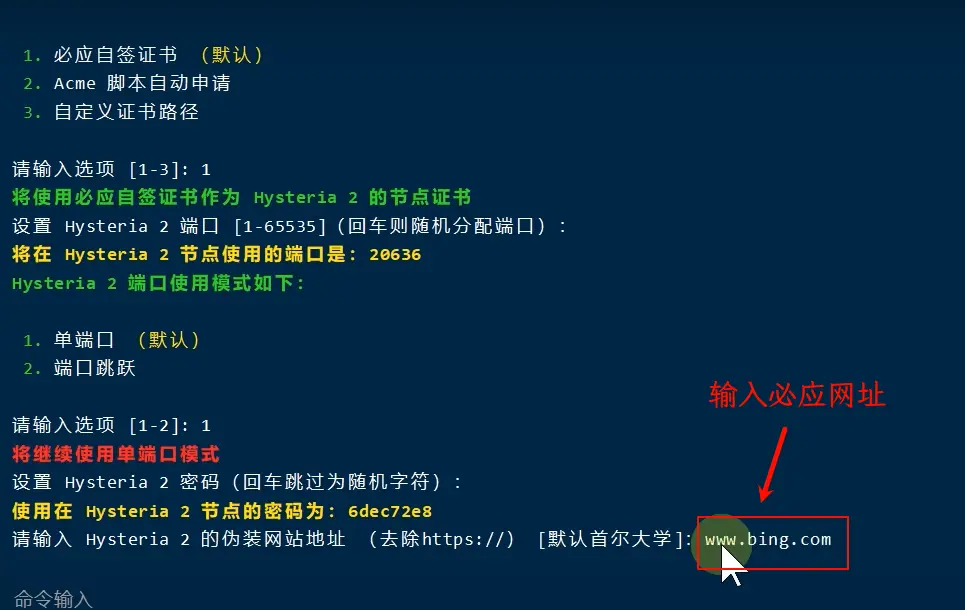 1. 必应自签证书 （默认）
2. Acme 脚本自动申请
3. 自定义证书路径
请输入选项 [1-3]: 1
将使用必应自签证书作为 Hysteria 2 的节点证书
设置 Hysteria 2 端口 [1-65535]（回车则随机分配端口）：
将在 Hysteria 2 节点使用的端口是: 20636
Hysteria 2 端口使用模式如下:
1. 单端口 （默认）
2. 端口跳跃
输入必应网址
请输入选项 [1-2]: 1
将继续使用单端口模式
设置 Hysteria 2 密码（回车跳过为随机字符）：
使用在 Hysteria 2 节点的密码为: 6dec72e8
请输入 Hysteria 2 的伪装网站地址 （去除https://） [默认首尔大学]: www.bing.com
命令输入